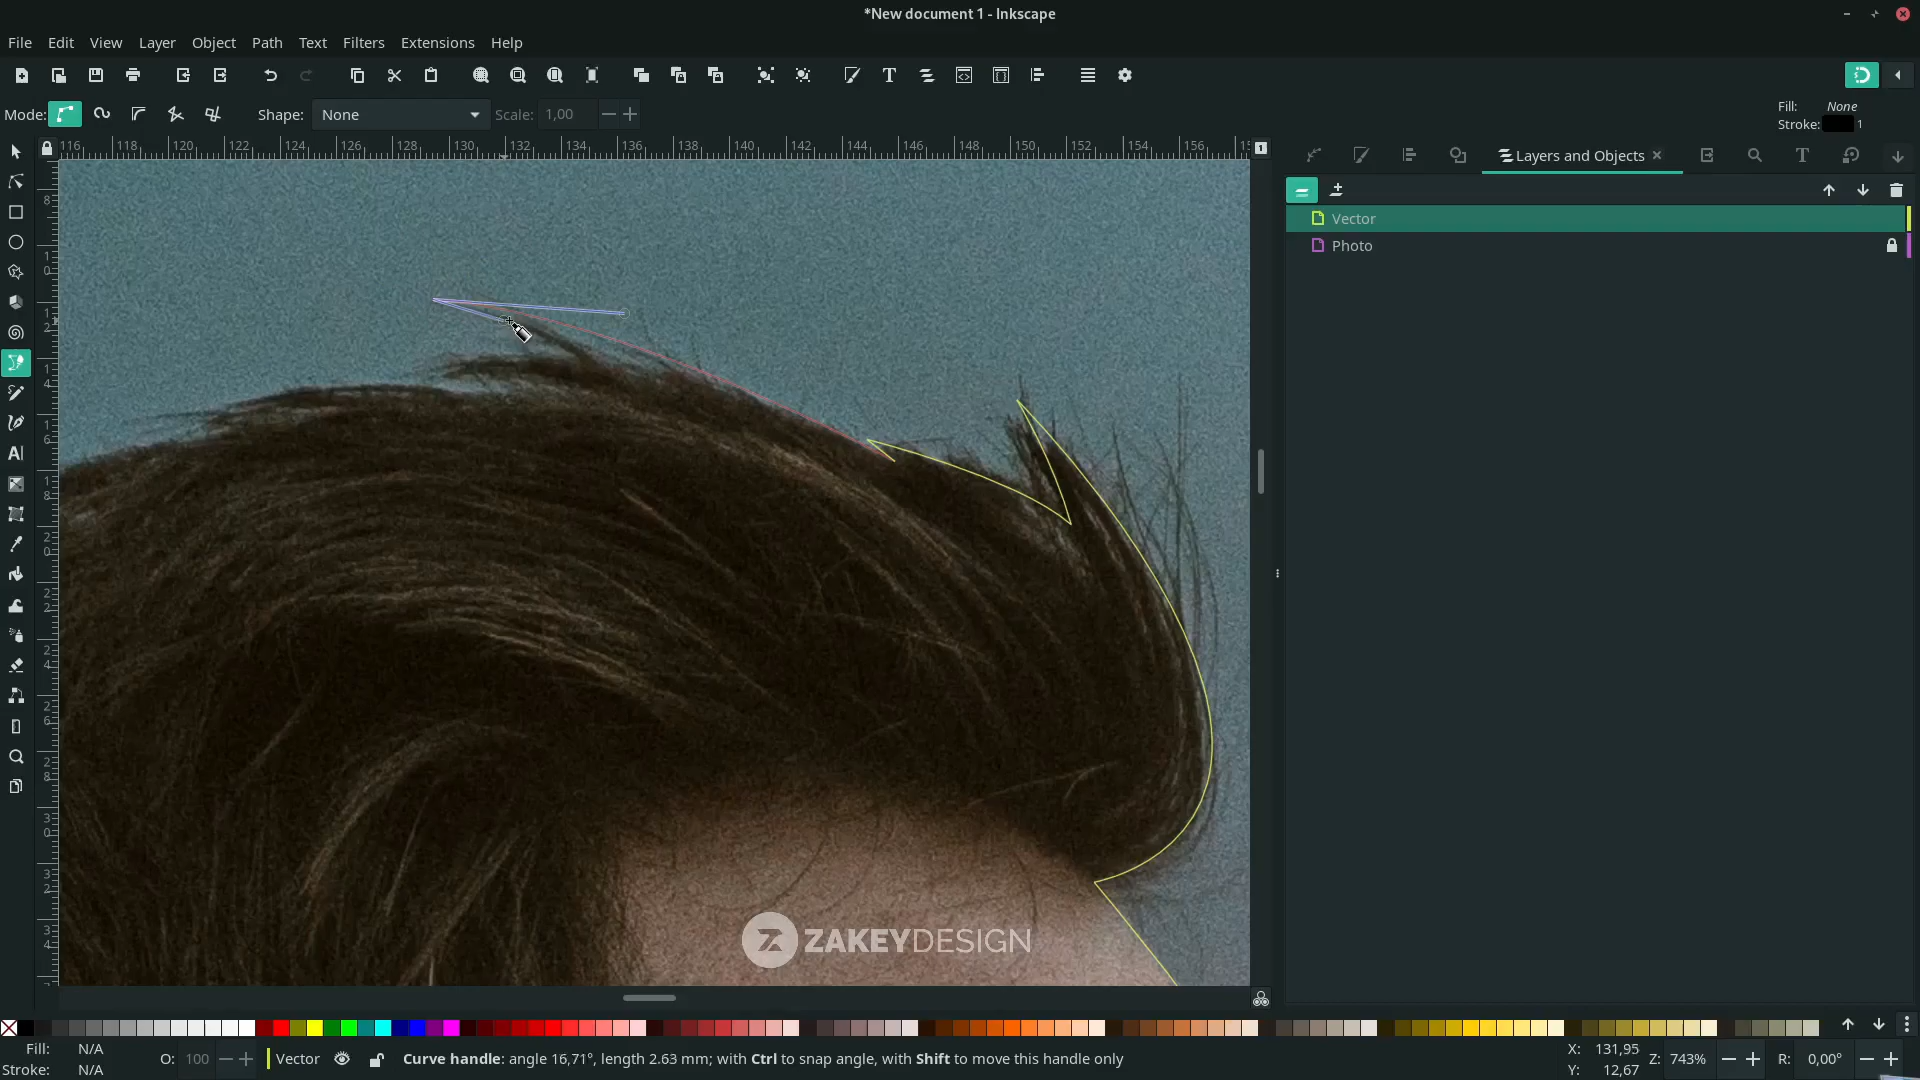 *New document 1 - Inkscape
File Edit View Layer Object Path Text Filters Extensions Help
Mode: Shape: None Scale: 1,00
Fill: None
Stroke: 1
116 118 120 122 124 126 128 130 132 134 136 138 140 142 144 146 148 150 152 154 156
Layers and Objects
Vector
Photo
ZAKEYDESIGN
Fill: N/A
Stroke: N/A
O: 100
Vector
Curve handle: angle 16,71°, length 2.63 mm; with Ctrl to snap angle, with Shift to move this handle only
X: 131,95
Y: 12,67
Z: 743%
R: 0,00°